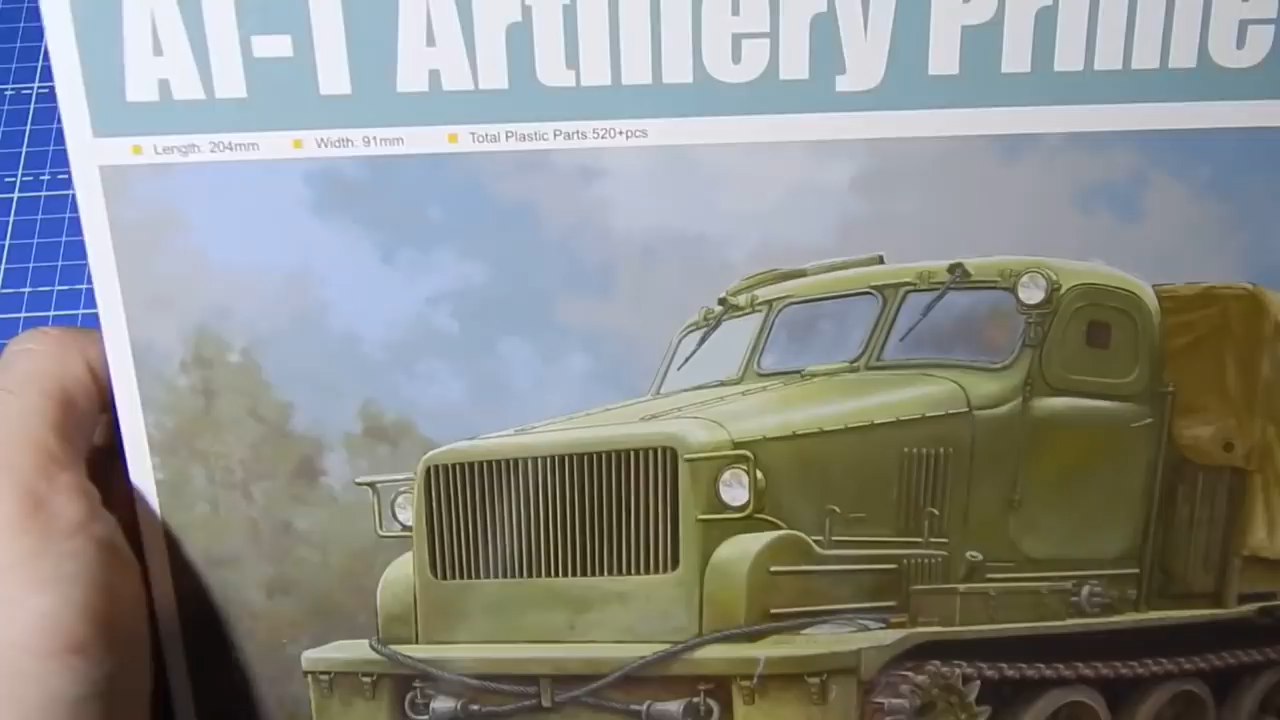 AT-T Artillery Prime
Length: 204mm Width: 91mm Total Plastic Parts:520+pcs